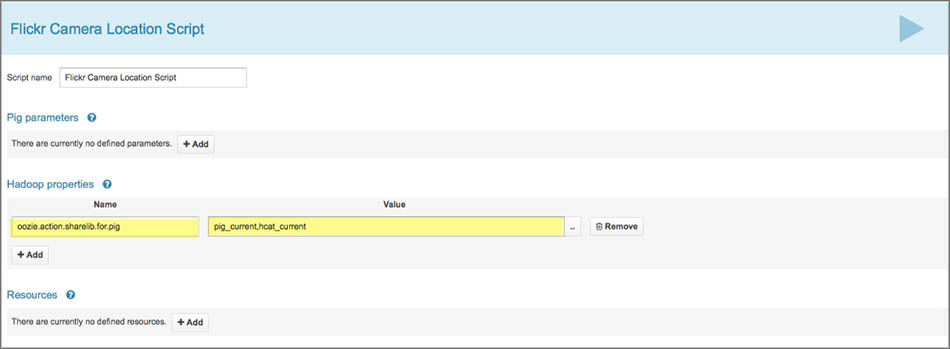 Flickr Camera Location Script
Script name Flickr Camera Location Script
Pig parameters ?
There are currently no defined parameters. + Add
Hadoop properties ?
Name Value
oozie.action.sharelib.for.pig pig_current,hcat_current .. Remove
+ Add
Resources ?
There are currently no defined resources. + Add